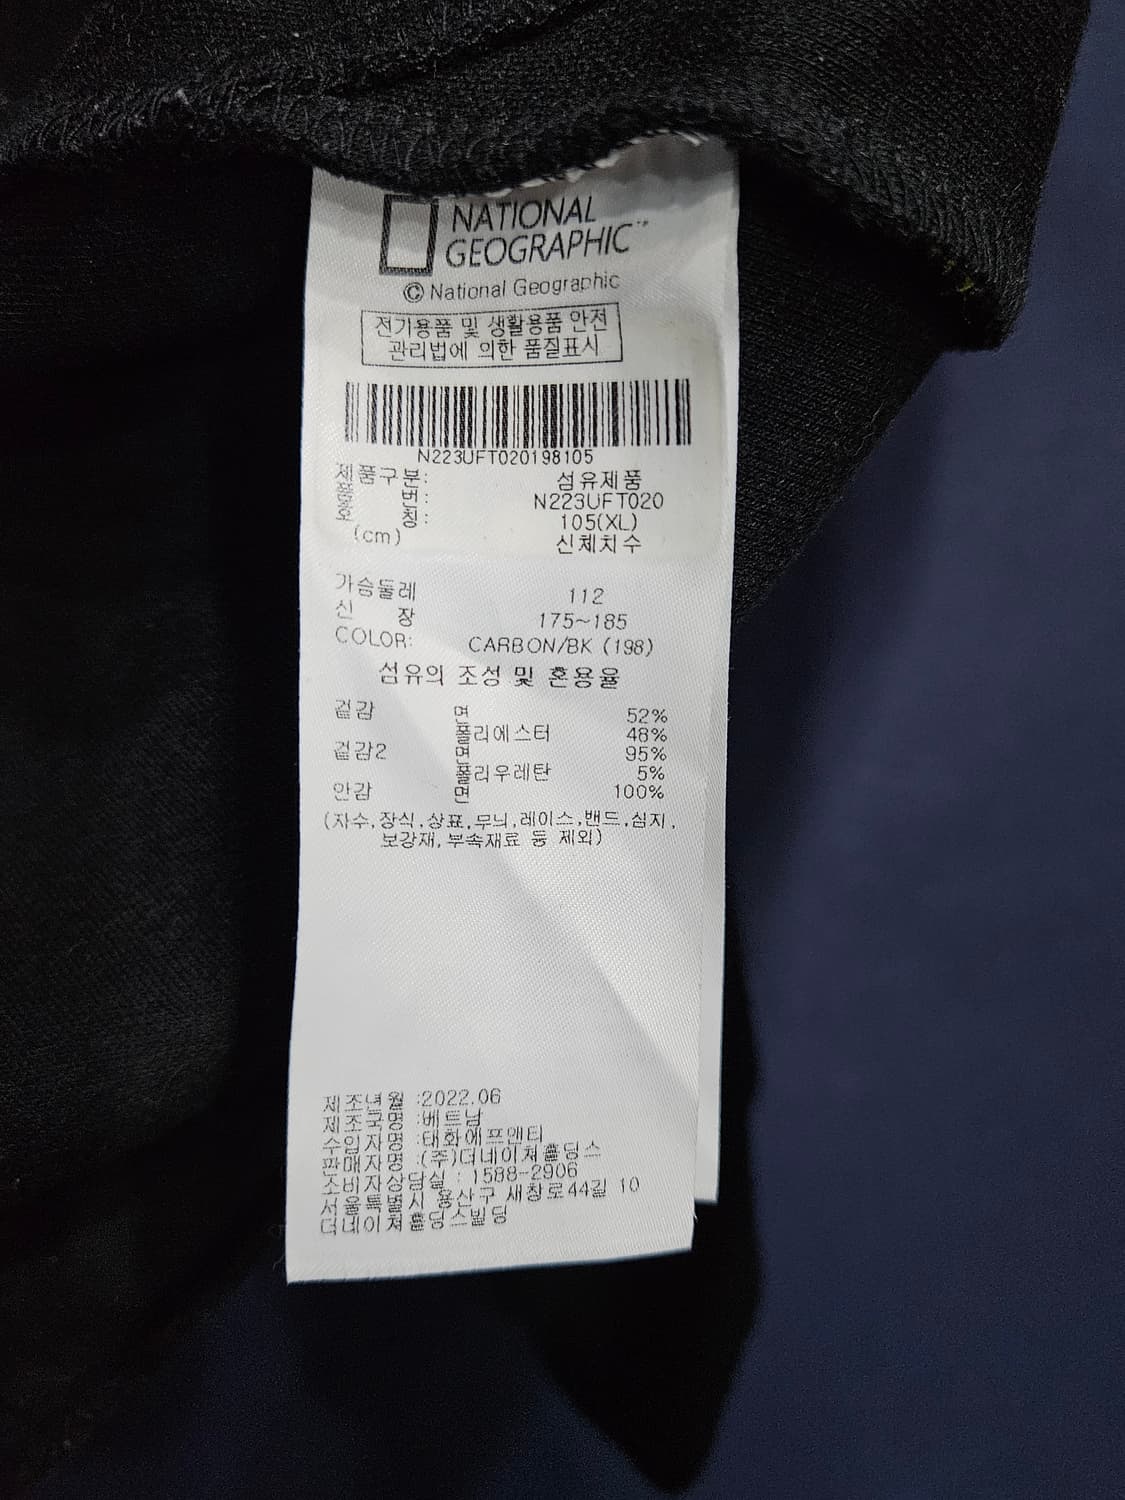 NATIONAL
GEOGRAPHIC™
© National Geographic
전기용품 및 생활용품 안전
관리법에 의한 품질표시
N223UFT020198105
제품구분: 섬유제품
품 번: N223UFT020
호 칭: 105(XL)
(cm) 신체치수
가슴둘레 112
신 장 175~185
COLOR: CARBON/BK (198)
섬유의 조성 및 혼용율
겉감 면 52%
폴리에스터 48%
겉감2 면 95%
폴리우레탄 5%
안감 면 100%
(자수,장식,상표,무늬,레이스,밴드,심지,
보강재,부속재료 등 제외)
제조년월 :2022.06
제조국명 :베트남
수입자명 :태화에프앤티
판매자명 :(주)더네이쳐홀딩스
소비자상담실 : 1588-2906
서울특별시 용산구 새창로44길 10
더네이쳐홀딩스빌딩